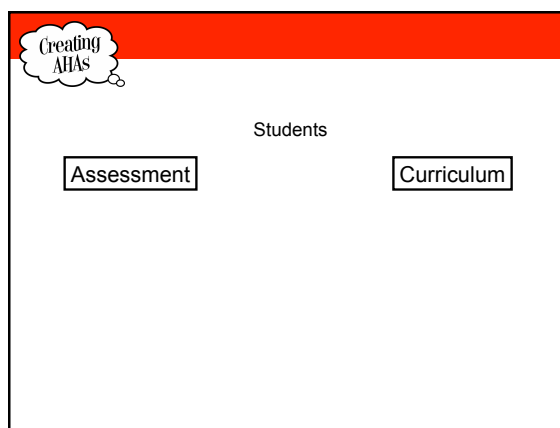 Creating
AHAs
Students
Assessment
Curriculum